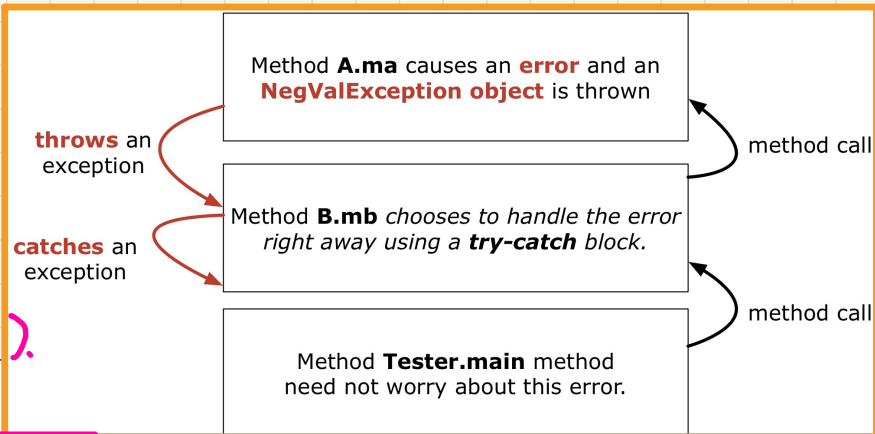 Method A.ma causes an error and an
NegValException object is thrown
throws an
exception
method call
Method B.mb chooses to handle the error
right away using a try-catch block.
catches an
exception
method call
Method Tester.main method
need not worry about this error.